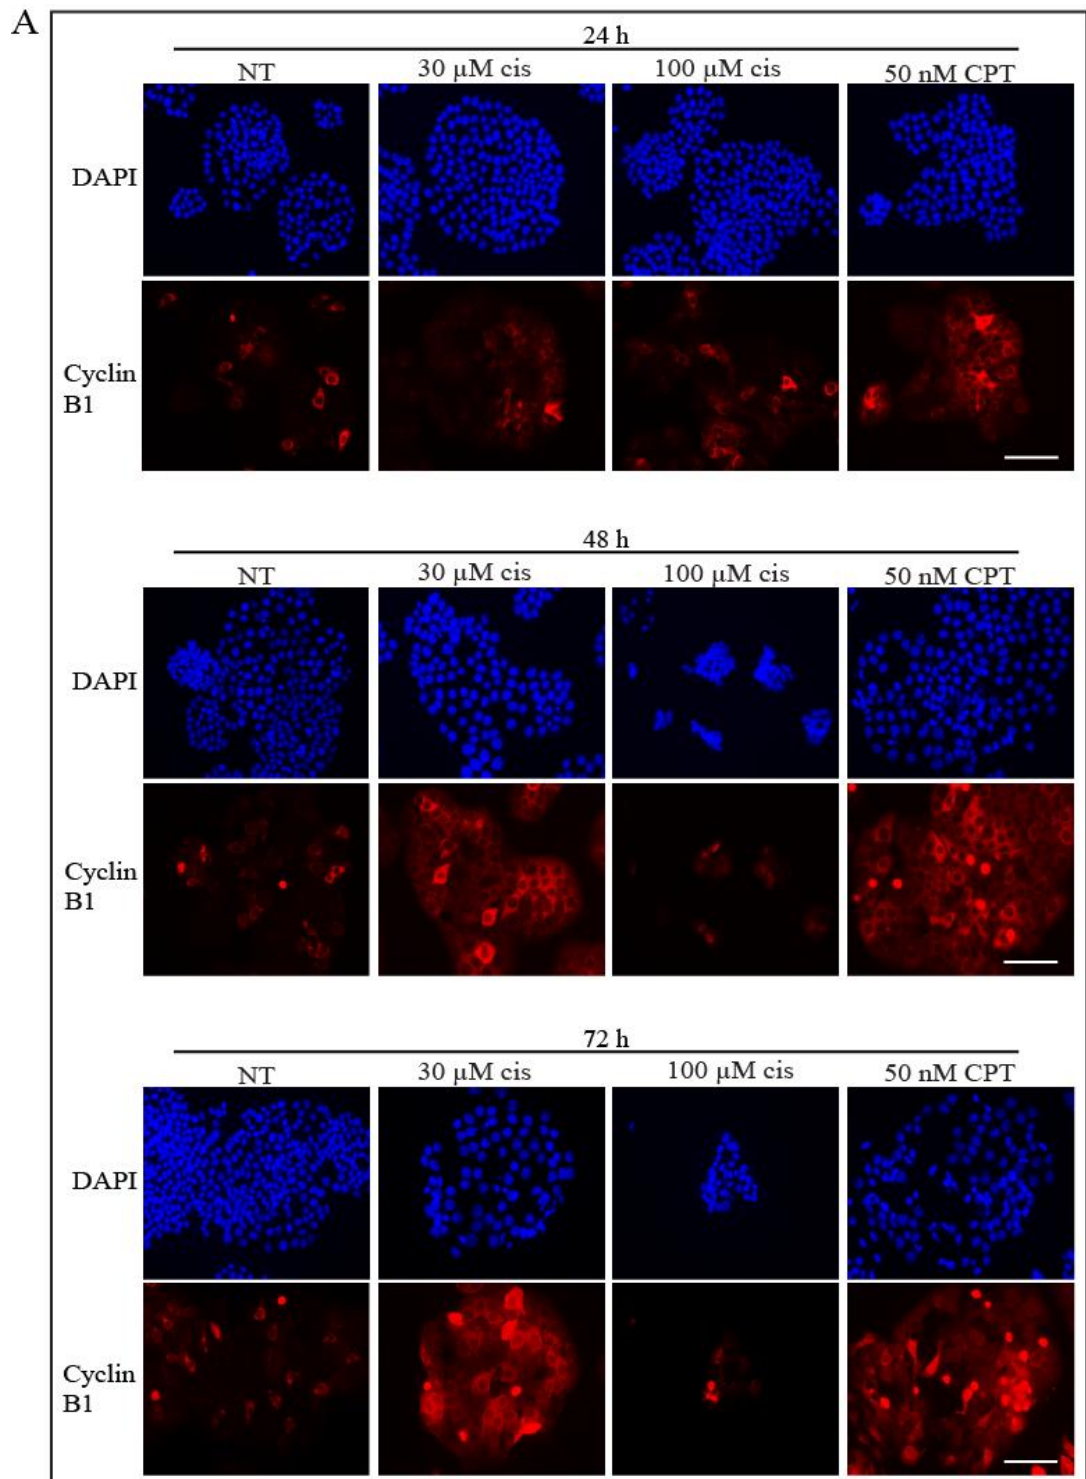 A
24 h
NT
30 µM cis
100 µM cis
50 nM CPT
DAPI
Cyclin
B1
48 h
NT
30 µM cis
100 µM cis
50 nM CPT
DAPI
Cyclin
B1
72 h
NT
30 µM cis
100 µM cis
50 nM CPT
DAPI
Cyclin
B1